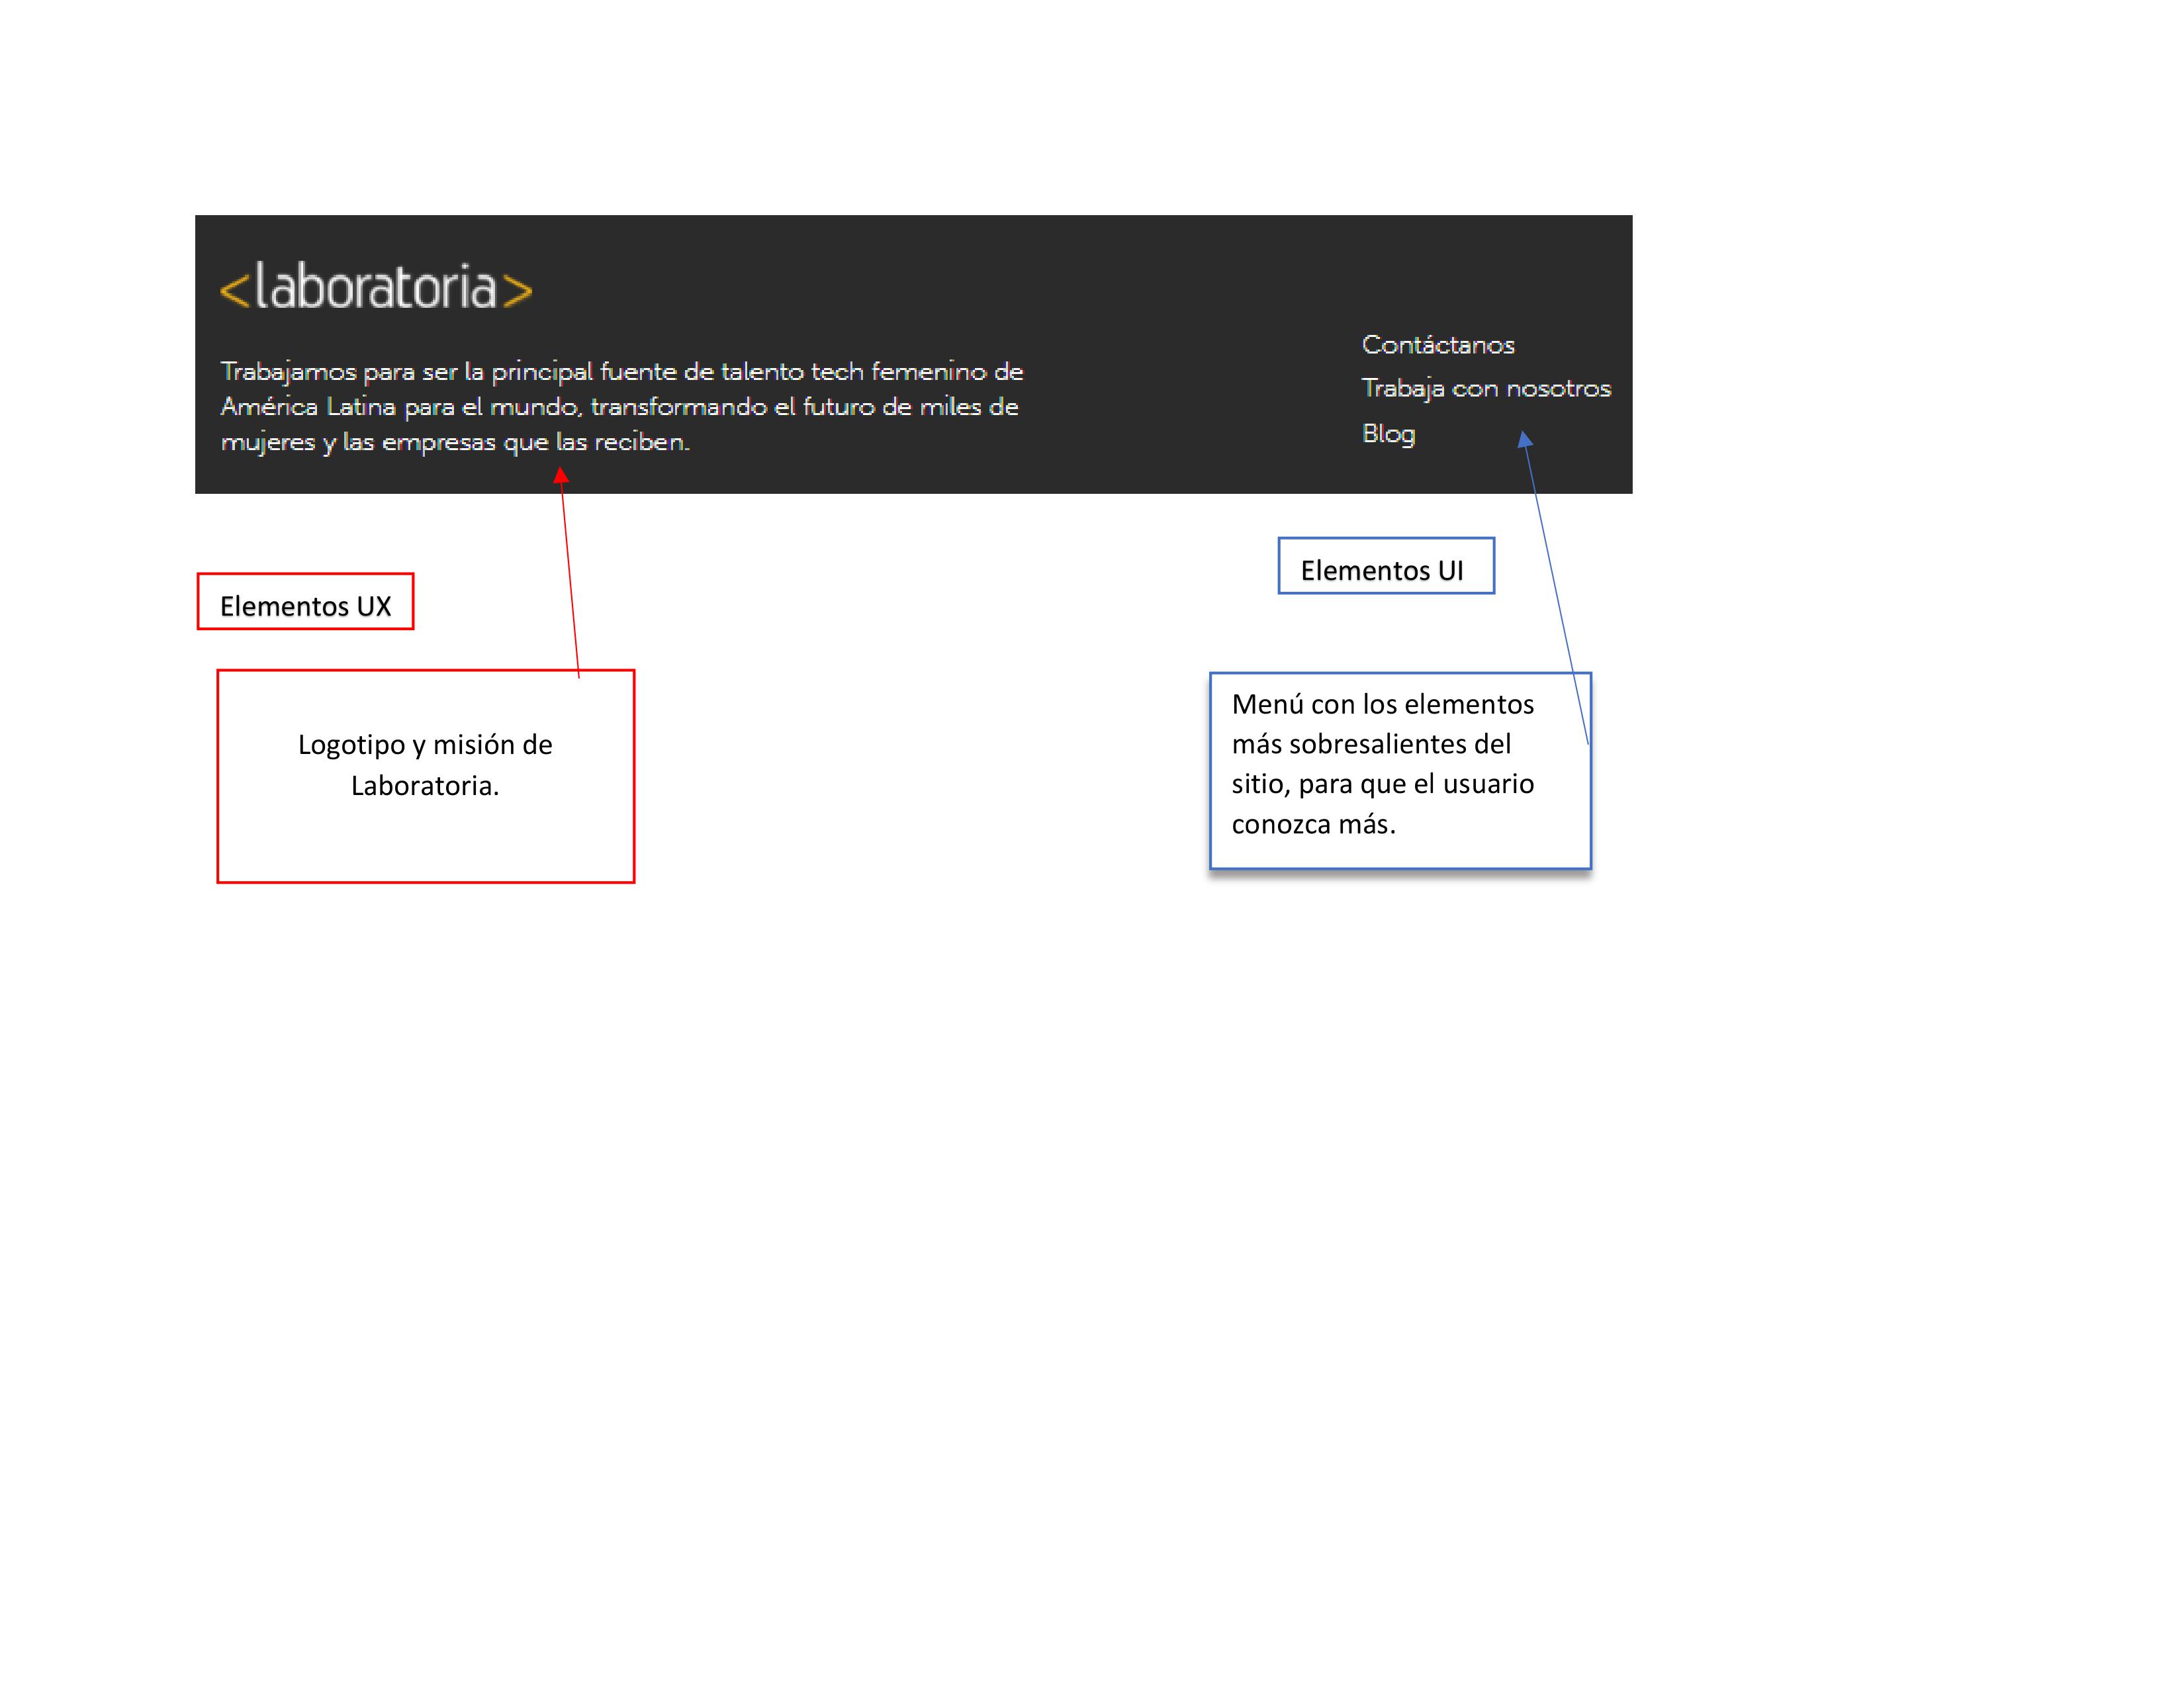 <laboratoria>
Trabajamos para ser la principal fuente de talento tech femenino de
América Latina para el mundo, transformando el futuro de miles de
mujeres y las empresas que las reciben.
Contáctanos
Trabaja con nosotros
Blog
Elementos UX
Logotipo y misión de
Laboratoria.
Elementos UI
Menú con los elementos
más sobresalientes del
sitio, para que el usuario
conozca más.